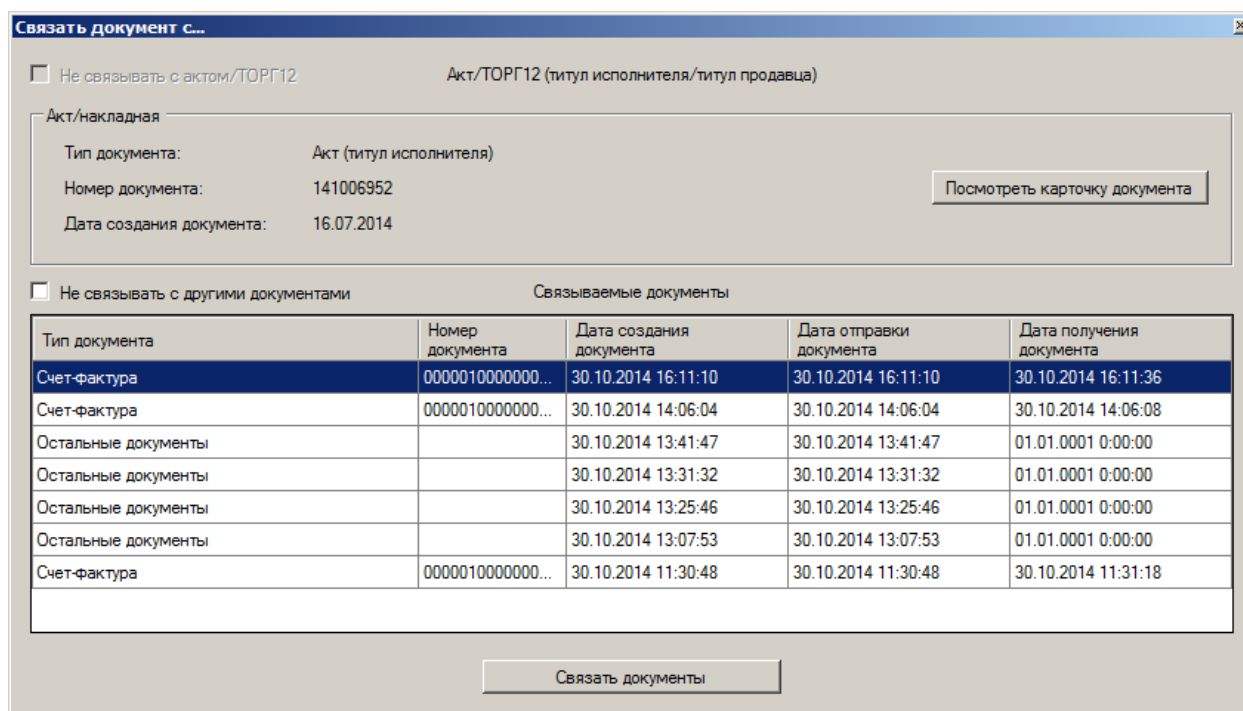 Связать документ с...
Не связывать с актом/ТОРГ12 Акт/ТОРГ12 (титул исполнителя/титул продавца)
Акт/накладная
Тип документа: Акт (титул исполнителя)
Номер документа: 141006952 Посмотреть карточку документа
Дата создания документа: 16.07.2014
Не связывать с другими документами Связываемые документы
Тип документа Номер документа Дата создания документа Дата отправки документа Дата получения документа
Счет-фактура 0000010000000... 30.10.2014 16:11:10 30.10.2014 16:11:10 30.10.2014 16:11:36
Счет-фактура 0000010000000... 30.10.2014 14:06:04 30.10.2014 14:06:04 30.10.2014 14:06:08
Остальные документы 30.10.2014 13:41:47 30.10.2014 13:41:47 01.01.0001 0:00:00
Остальные документы 30.10.2014 13:31:32 30.10.2014 13:31:32 01.01.0001 0:00:00
Остальные документы 30.10.2014 13:25:46 30.10.2014 13:25:46 01.01.0001 0:00:00
Остальные документы 30.10.2014 13:07:53 30.10.2014 13:07:53 01.01.0001 0:00:00
Счет-фактура 0000010000000... 30.10.2014 11:30:48 30.10.2014 11:30:48 30.10.2014 11:31:18
Связать документы